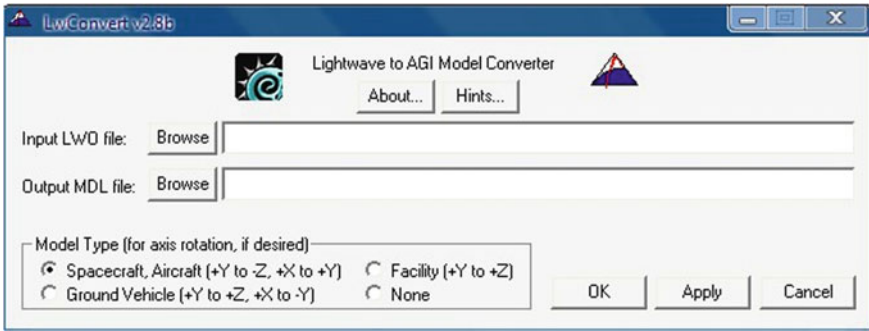 LwConvert v2.8b
Lightwave to AGI Model Converter
About... Hints...
Input LWO file: Browse
Output MDL file: Browse
Model Type (for axis rotation, if desired)
Spacecraft, Aircraft (+Y to -Z, +X to +Y) Facility (+Y to +Z)
Ground Vehicle (+Y to +Z, +X to -Y) None
OK Apply Cancel